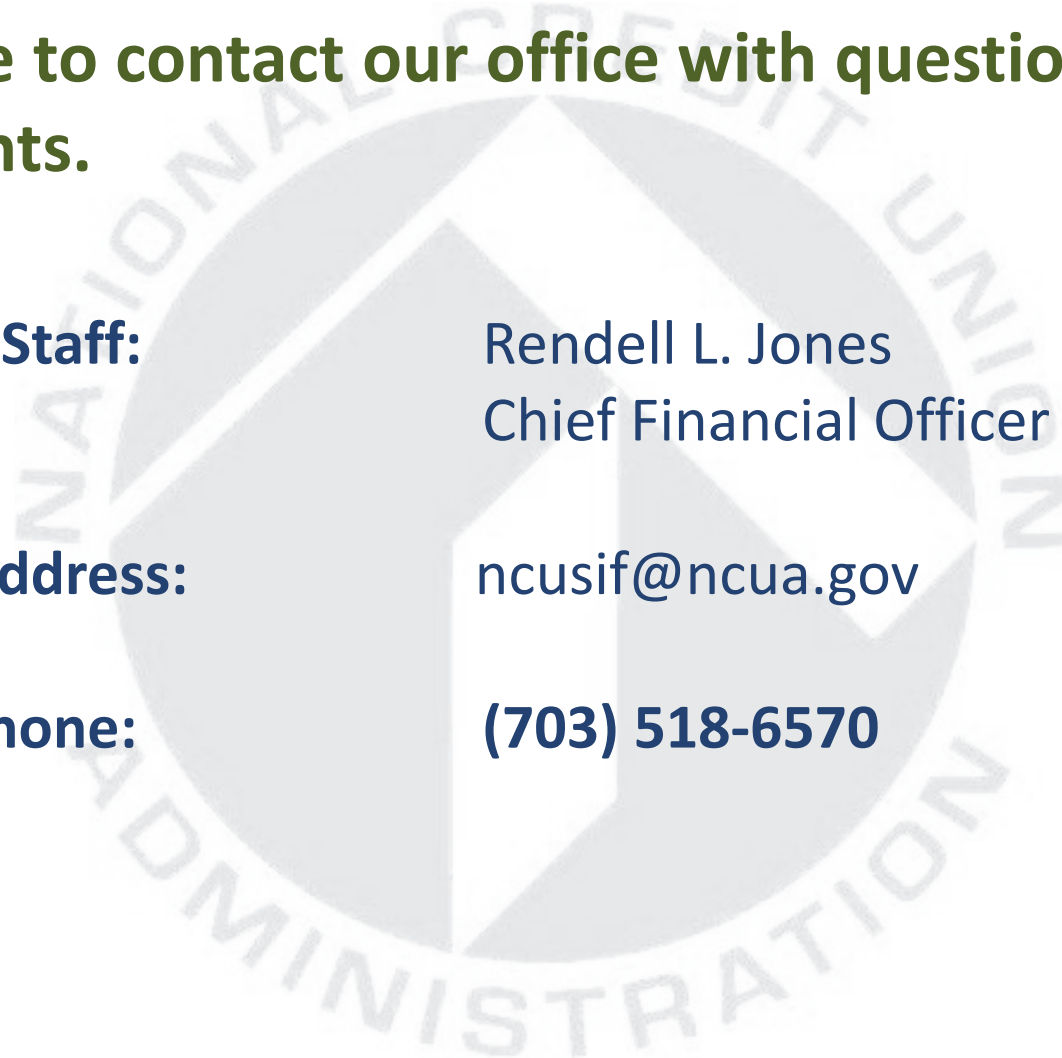 e to contact our office with questio
nts.
Staff: Rendell L. Jones
Chief Financial Officer
ddress: ncusif@ncua.gov
hone: (703) 518-6570
NATIONAL CREDIT UNION
ADMINISTRATION